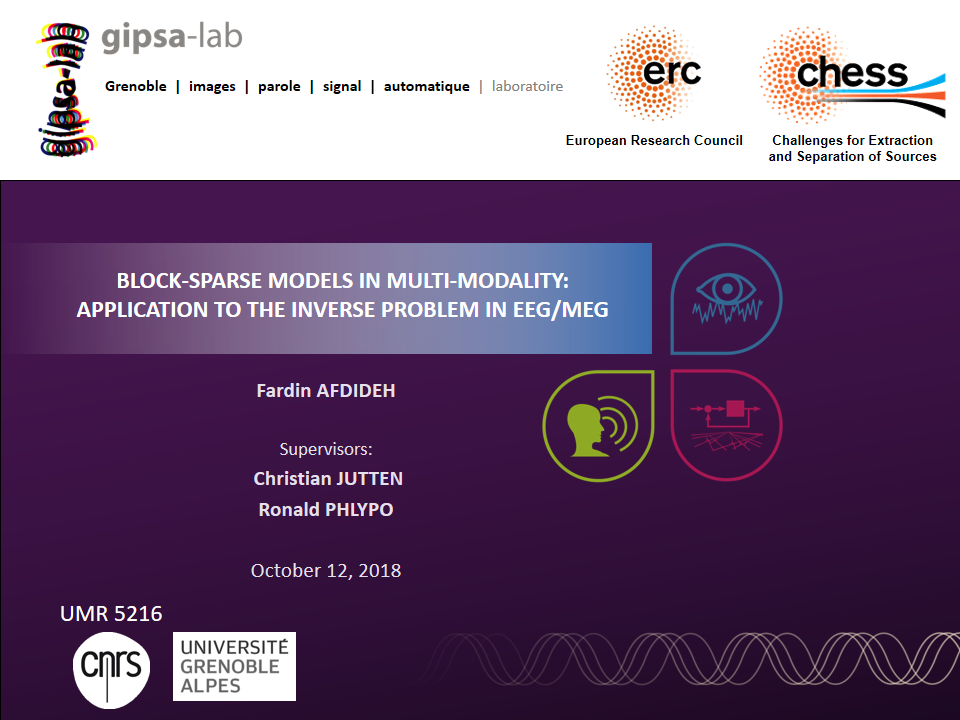 gipsa-lab
gipsa-lab
Grenoble | images | parole | signal | automatique | laboratoire
erc
European Research Council
chess
Challenges for Extraction
and Separation of Sources
BLOCK-SPARSE MODELS IN MULTI-MODALITY:
APPLICATION TO THE INVERSE PROBLEM IN EEG/MEG
Fardin AFDIDEH
Supervisors:
Christian JUTTEN
Ronald PHLYPO
October 12, 2018
UMR 5216
cnrs
UNIVERSITÉ
GRENOBLE
ALPES